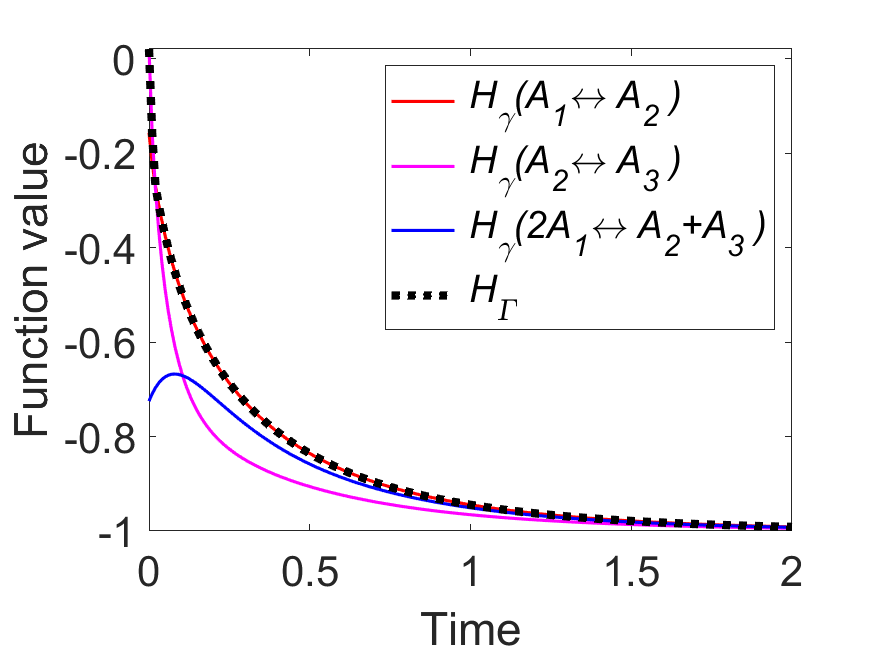 Function value
0
-0.2
-0.4
-0.6
-0.8
-1
H_γ(A_1↔ A_2 )
H_γ(A_2↔ A_3)
H_γ(2A_1↔ A_2+A_3 )
H_Γ
0 0.5 1 1.5 2
Time